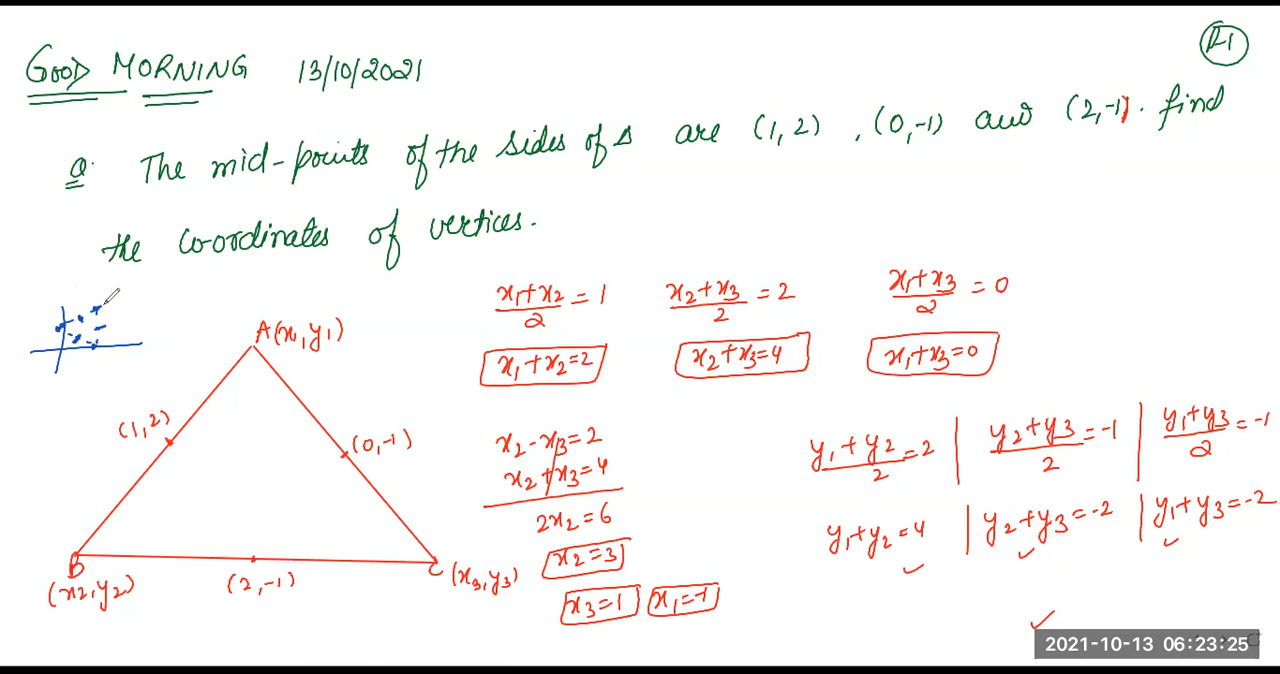 R1
GOOD MORNING 13/10/2021
Q. The mid-points of the sides of Δ are (1, 2), (0, -1) and (2, -1). find
the co-ordinates of vertices.
A(x₁, y₁)
(1, 2)
(0, -1)
B
(x₂, y₂)
(2, -1)
C (x₃, y₃)
(x₁+x₂)/2 = 1
(x₂+x₃)/2 = 2
(x₁+x₃)/2 = 0
x₁+x₂=2
x₂+x₃=4
x₁+x₃=0
x₂-x₃=2
x₂+x₃=4
2x₂=6
x₂=3
x₃=1 x₁=-1
(y₁+y₂)/2=2 | (y₂+y₃)/2=-1 | (y₁+y₃)/2=-1
y₁+y₂=4 | y₂+y₃=-2 | y₁+y₃=-2
2021-10-13 06:23:25